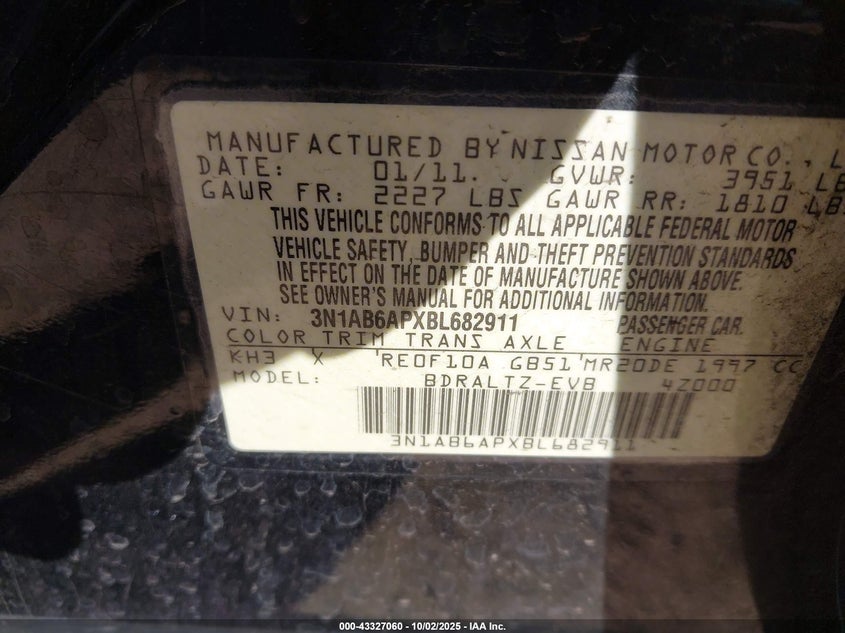 MANUFACTURED BY NISSAN MOTOR CO., L
DATE: 01/11. GVWR: 3951 LB
GAWR FR: 2227 LBS GAWR RR: 1810 LBS
THIS VEHICLE CONFORMS TO ALL APPLICABLE FEDERAL MOTOR
VEHICLE SAFETY, BUMPER AND THEFT PREVENTION STANDARDS
IN EFFECT ON THE DATE OF MANUFACTURE SHOWN ABOVE.
SEE OWNER'S MANUAL FOR ADDITIONAL INFORMATION.
VIN: 3N1AB6APXBL682911 PASSENGER CAR
COLOR TRIM TRANS AXLE ENGINE
KH3 X RE0F10A GB51 MR20DE 1997 CC
MODEL: BDRALTZ-EVB 4Z000
3N1AB6APXBL682911
000-43327060 - 10/02/2025 - IAA Inc.